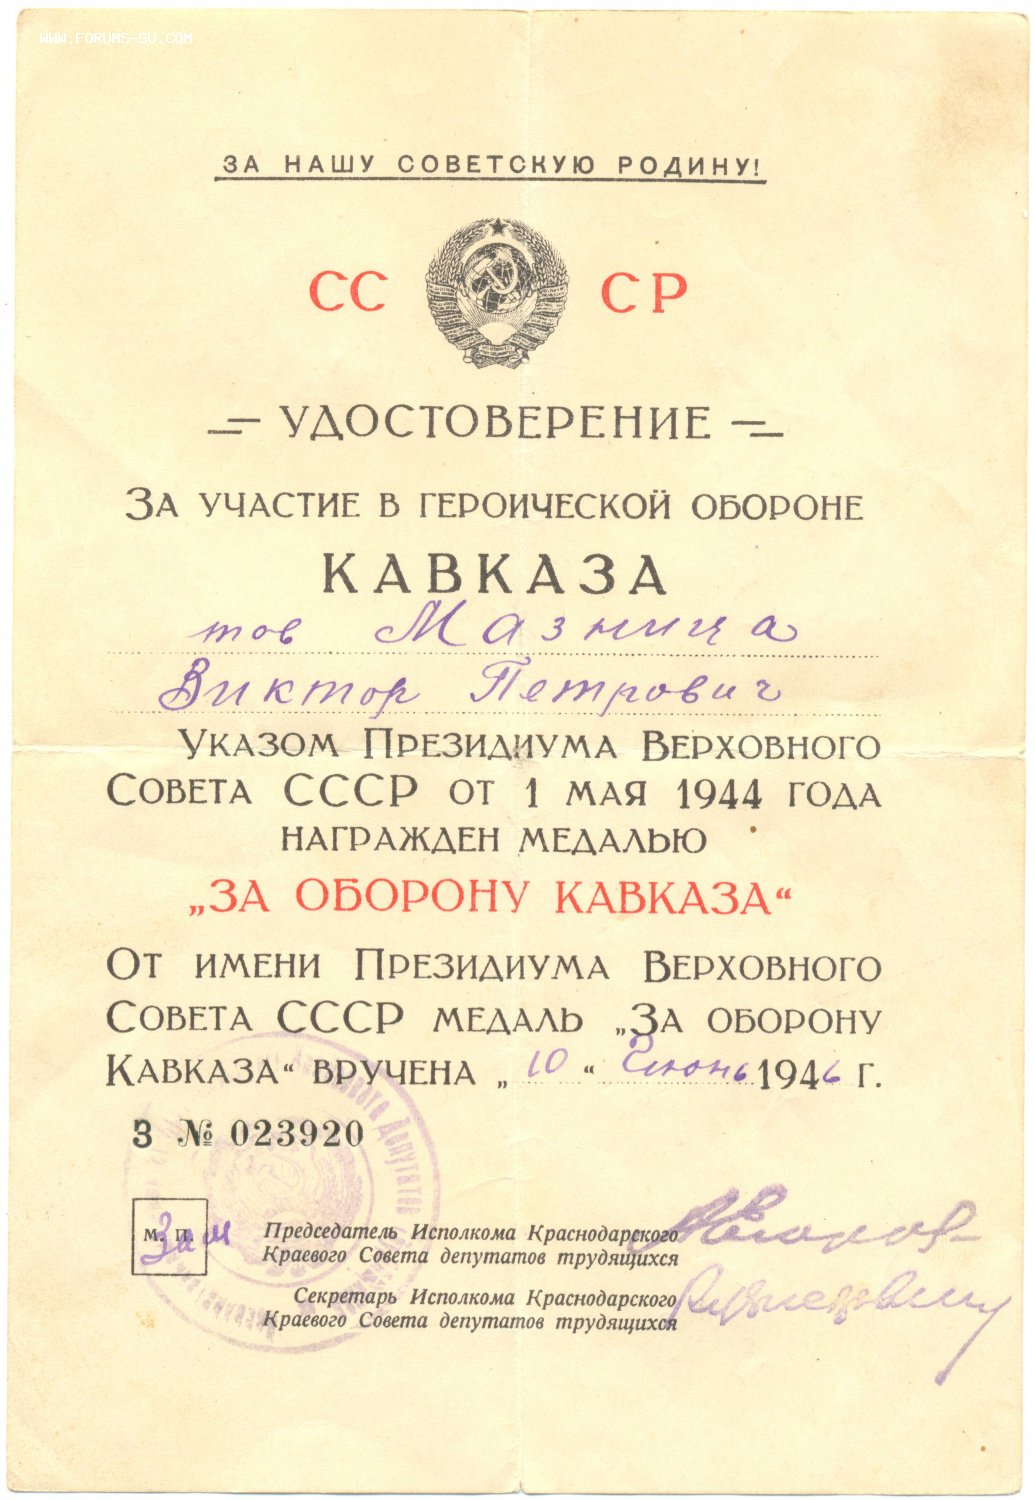 WWW.FORUMS-SU.COM
ЗА НАШУ СОВЕТСКУЮ РОДИНУ!
СС СР
УДОСТОВЕРЕНИЕ
ЗА УЧАСТИЕ В ГЕРОИЧЕСКОЙ ОБОРОНЕ
КАВКАЗА
тов Мазница
Виктор Петрович
УКАЗОМ ПРЕЗИДИУМА ВЕРХОВНОГО
СОВЕТА СССР ОТ 1 МАЯ 1944 ГОДА
НАГРАЖДЕН МЕДАЛЬЮ
„ЗА ОБОРОНУ КАВКАЗА“
ОТ ИМЕНИ ПРЕЗИДИУМА ВЕРХОВНОГО
СОВЕТА СССР МЕДАЛЬ „ЗА ОБОРОНУ
КАВКАЗА“ ВРУЧЕНА „10“ Июнь 1946 Г.
З № 023920
М. П.
Зам
Председатель Исполкома Краснодарского
Краевого Совета депутатов трудящихся
Секретарь Исполкома Краснодарского
Краевого Совета депутатов трудящихся